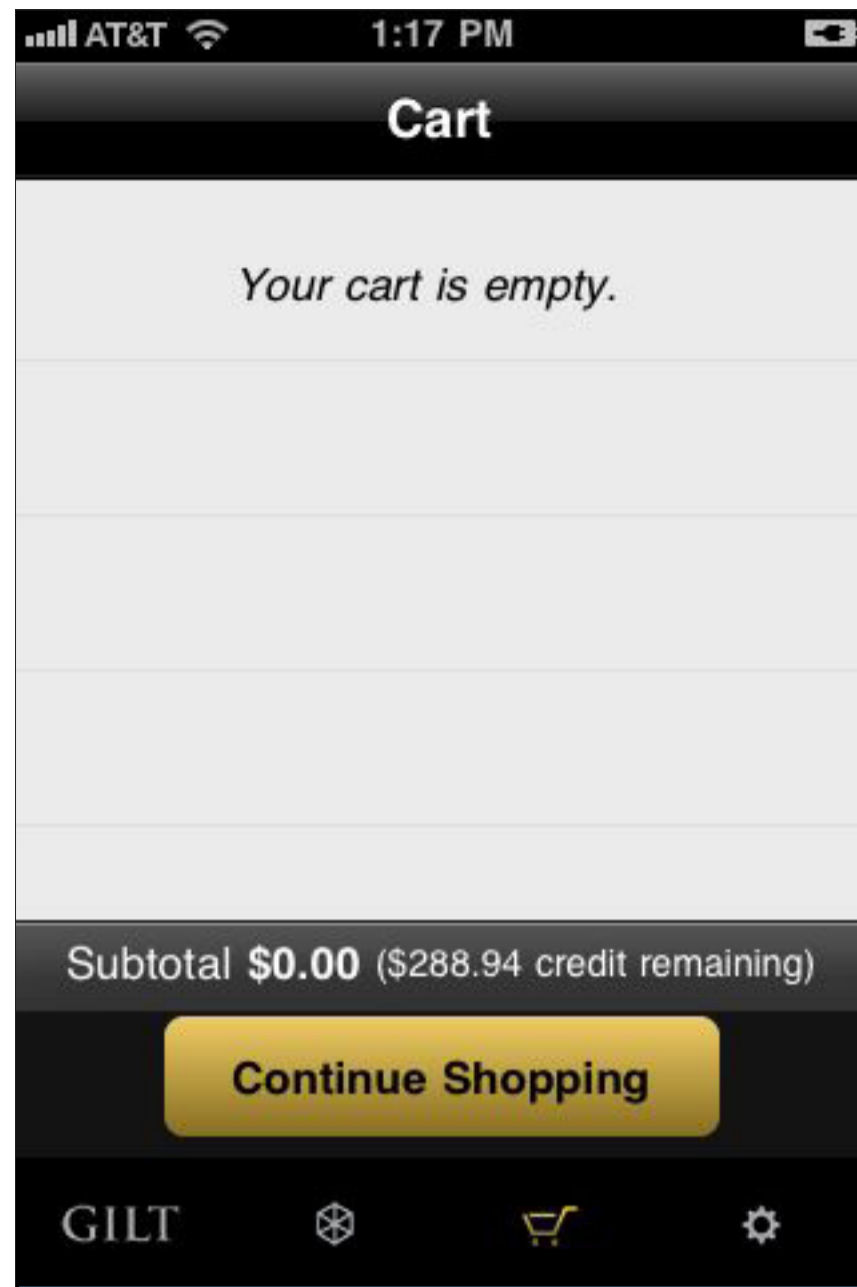 AT&T 1:17 PM
Cart
Your cart is empty.
Subtotal $0.00 ($288.94 credit remaining)
Continue Shopping
GILT